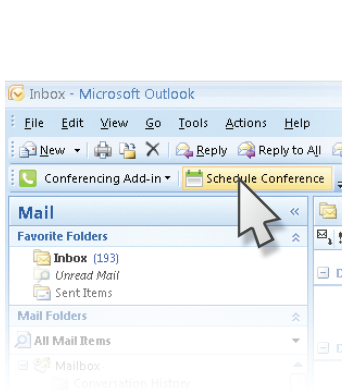 Inbox - Microsoft Outlook
File Edit View Go Tools Actions Help
New Reply Reply to All
Conferencing Add-in Schedule Conference
Mail «
Favorite Folders
Inbox (193)
Unread Mail
Sent Items
Mail Folders
All Mail Items
D
Mailbox
Conversation History
D